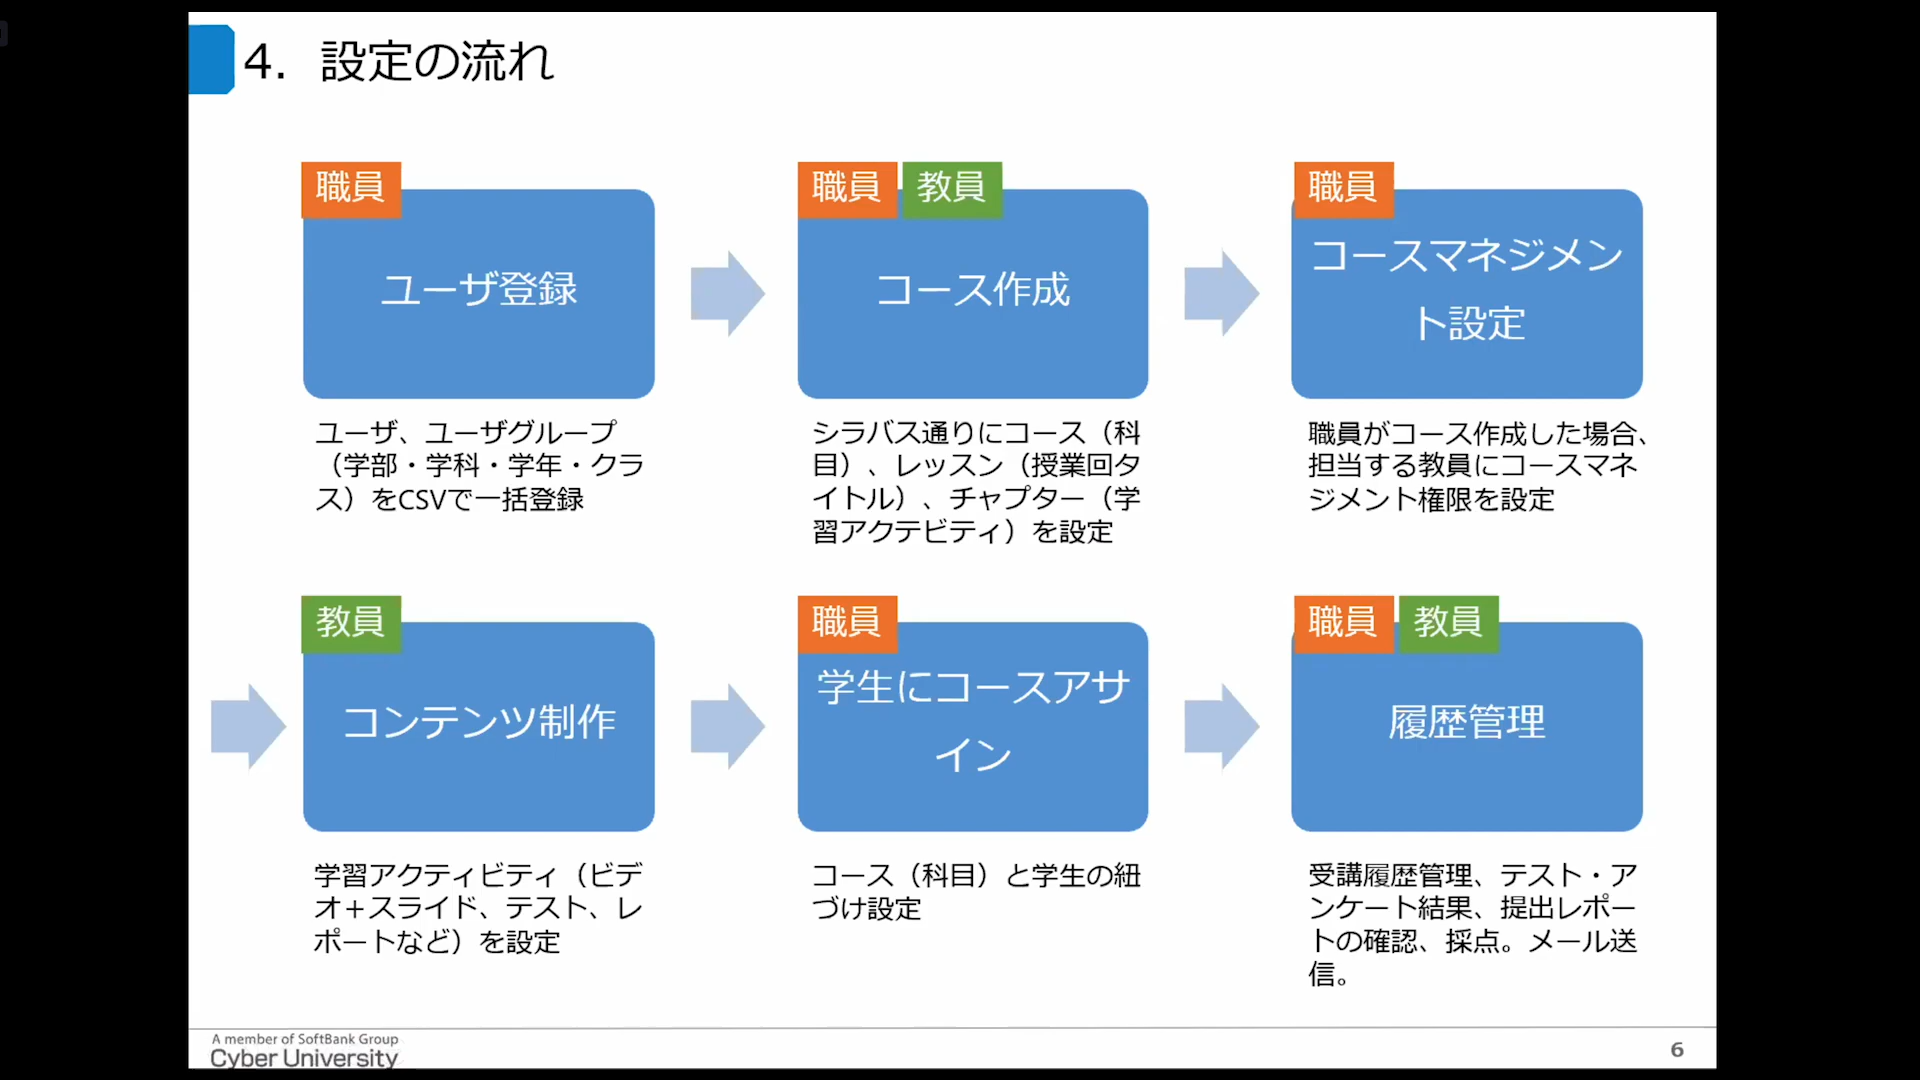 4. 設定の流れ
職員
ユーザ登録
ユーザ、ユーザグループ
（学部・学科・学年・クラ
ス）をCSVで一括登録
職員 教員
コース作成
シラバス通りにコース（科
目）、レッスン（授業回タ
イトル）、チャプター（学
習アクテビティ）を設定
職員
コースマネジメン
ト設定
職員がコース作成した場合、
担当する教員にコースマネ
ジメント権限を設定
教員
コンテンツ制作
学習アクティビティ（ビデ
オ＋スライド、テスト、レ
ポートなど）を設定
職員
学生にコースアサ
イン
コース（科目）と学生の紐
づけ設定
職員 教員
履歴管理
受講履歴管理、テスト・ア
ンケート結果、提出レポー
トの確認、採点。メール送
信。
A member of SoftBank Group
Cyber University
6